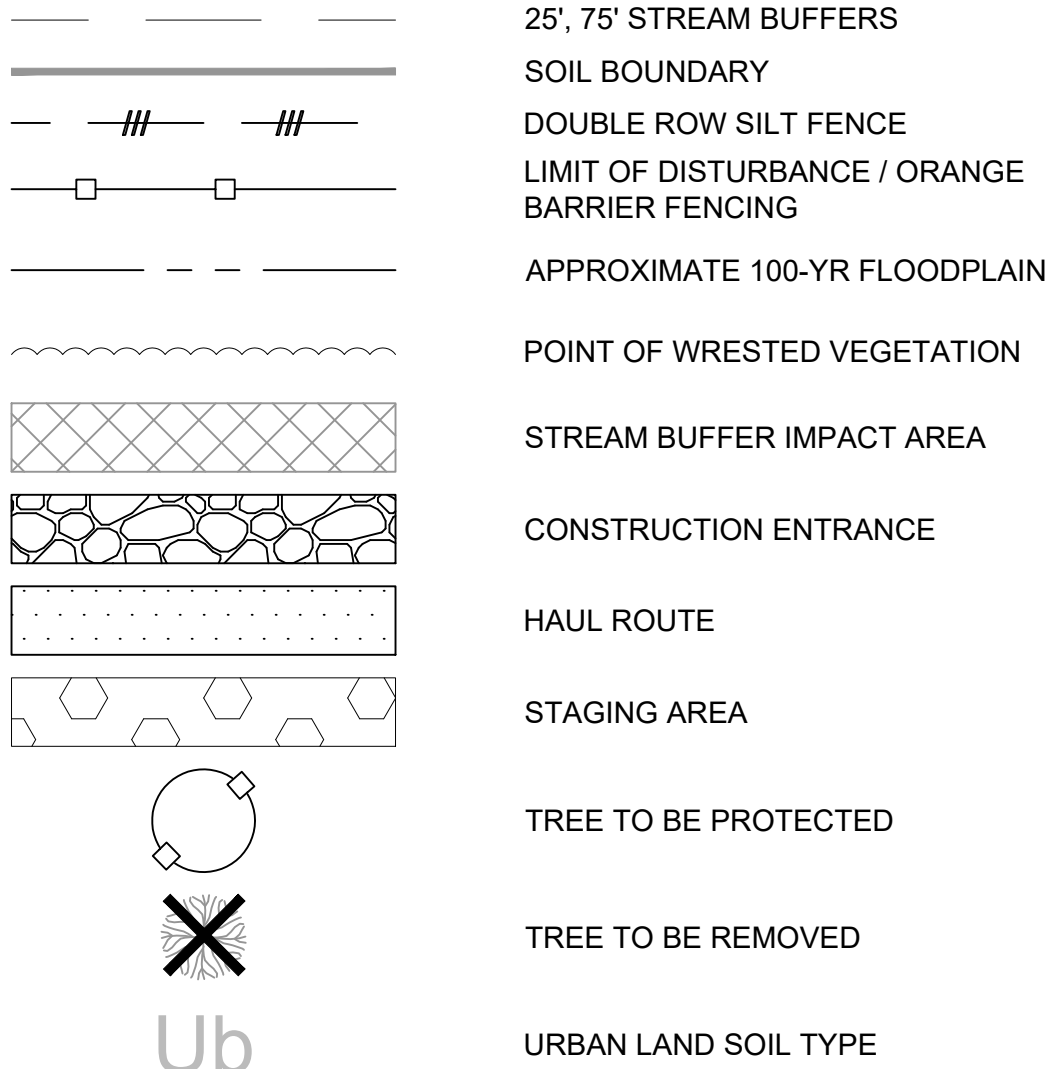 25', 75' STREAM BUFFERS
SOIL BOUNDARY
DOUBLE ROW SILT FENCE
LIMIT OF DISTURBANCE / ORANGE
BARRIER FENCING
APPROXIMATE 100-YR FLOODPLAIN
POINT OF WRESTED VEGETATION
STREAM BUFFER IMPACT AREA
CONSTRUCTION ENTRANCE
HAUL ROUTE
STAGING AREA
TREE TO BE PROTECTED
TREE TO BE REMOVED
Ub URBAN LAND SOIL TYPE